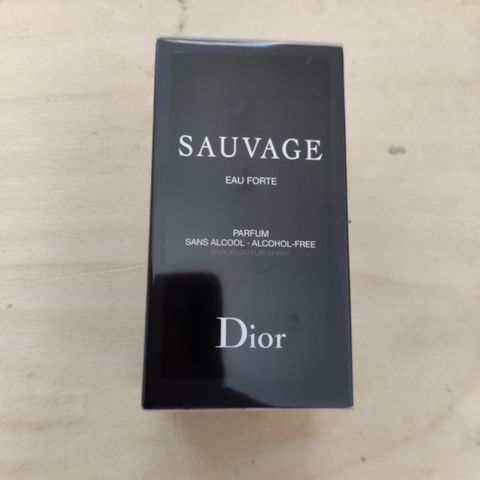 SAUVAGE
EAU FORTE
PARFUM
SANS ALCOOL - ALCOHOL-FREE
VAPORISATEUR SPRAY
Dior